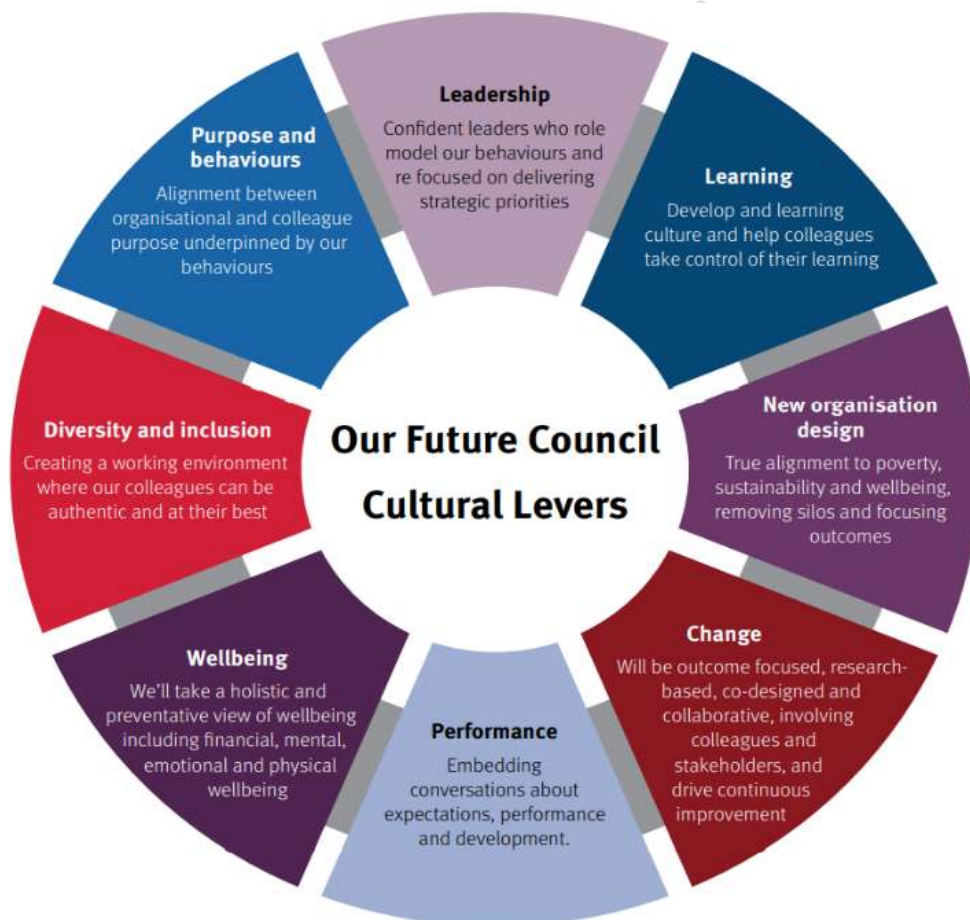 Leadership
Confident leaders who role
model our behaviours and
re focused on delivering
strategic priorities
Learning
Develop and learning
culture and help colleagues
take control of their learning
New organisation
design
True alignment to poverty,
sustainability and wellbeing,
removing silos and focusing
outcomes
Change
Will be outcome focused, research-
based, co-designed and
collaborative, involving
colleagues and
stakeholders, and
drive continuous
improvement
Performance
Embedding
conversations about
expectations, performance
and development.
Wellbeing
We'll take a holistic and
preventative view of wellbeing
including financial, mental,
emotional and physical
wellbeing
Diversity and inclusion
Creating a working environment
where our colleagues can be
authentic and at their best
Purpose and
behaviours
Alignment between
organisational and colleague
purpose underpinned by our
behaviours
Our Future Council
Cultural Levers